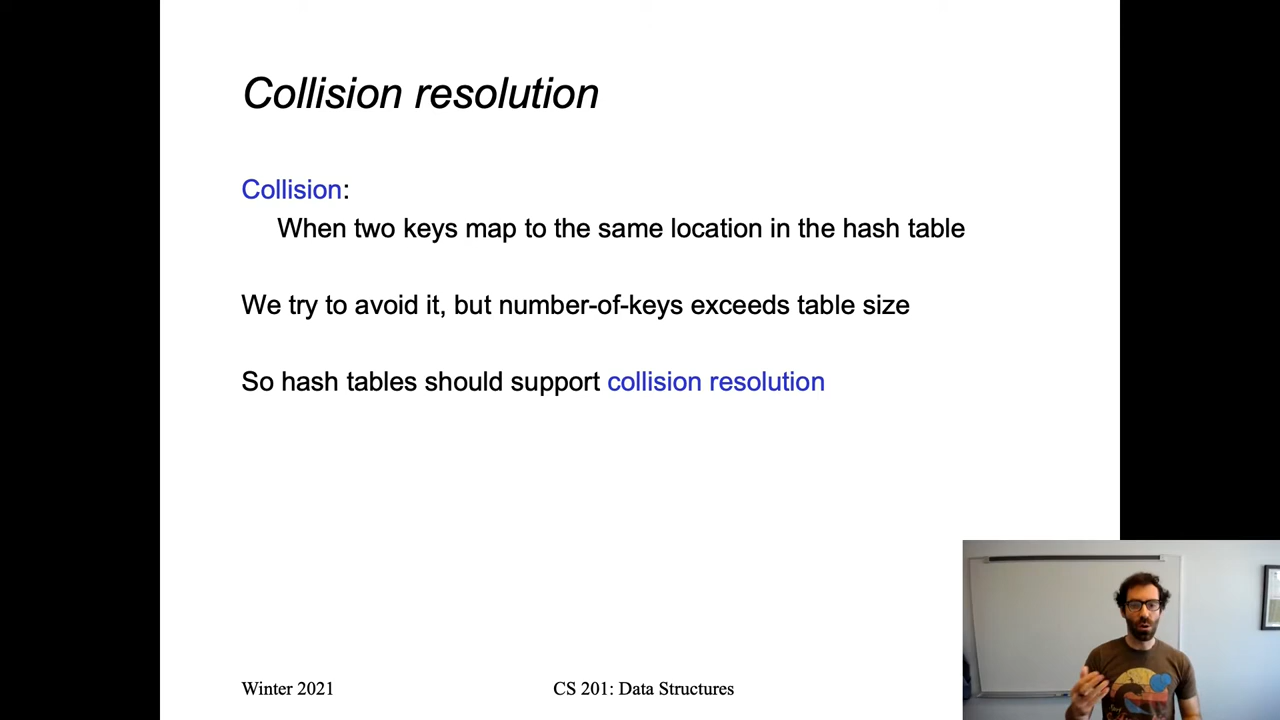 Collision resolution
Collision:
When two keys map to the same location in the hash table
We try to avoid it, but number-of-keys exceeds table size
So hash tables should support collision resolution
Winter 2021
CS 201: Data Structures